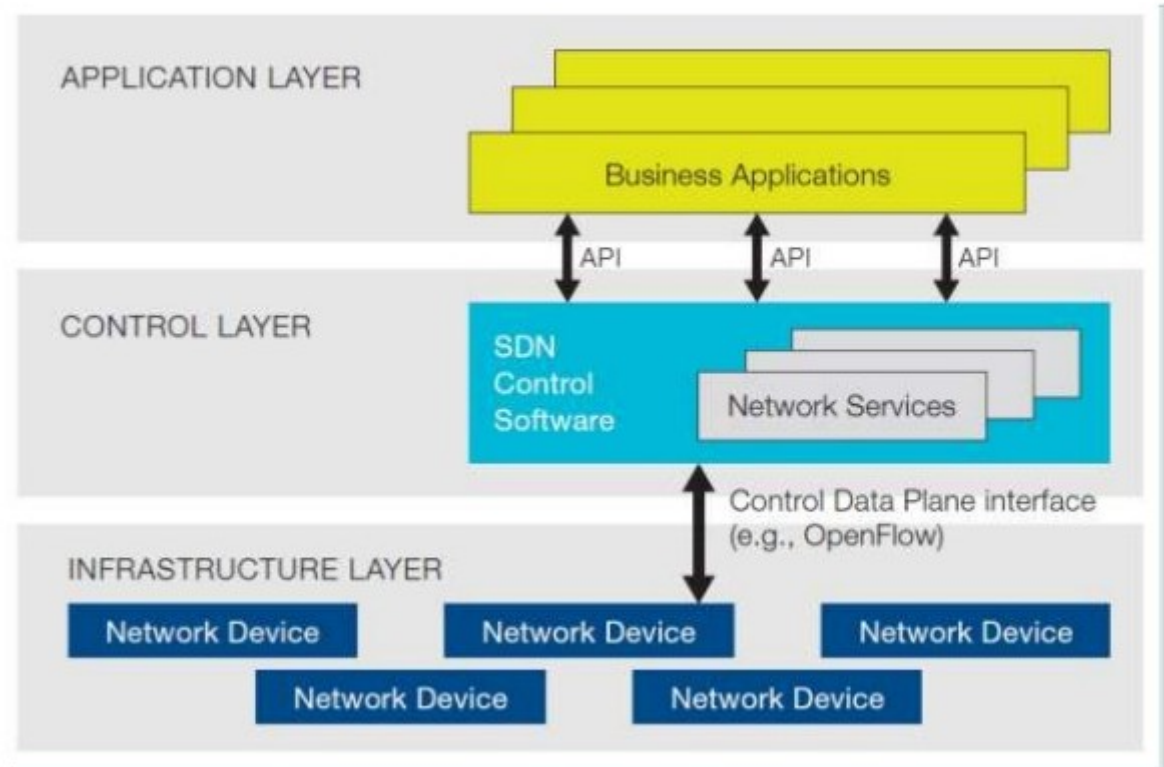 APPLICATION LAYER
Business Applications
API
API
API
CONTROL LAYER
SDN
Control
Software
Network Services
Control Data Plane interface
(e.g., OpenFlow)
INFRASTRUCTURE LAYER
Network Device
Network Device
Network Device
Network Device
Network Device